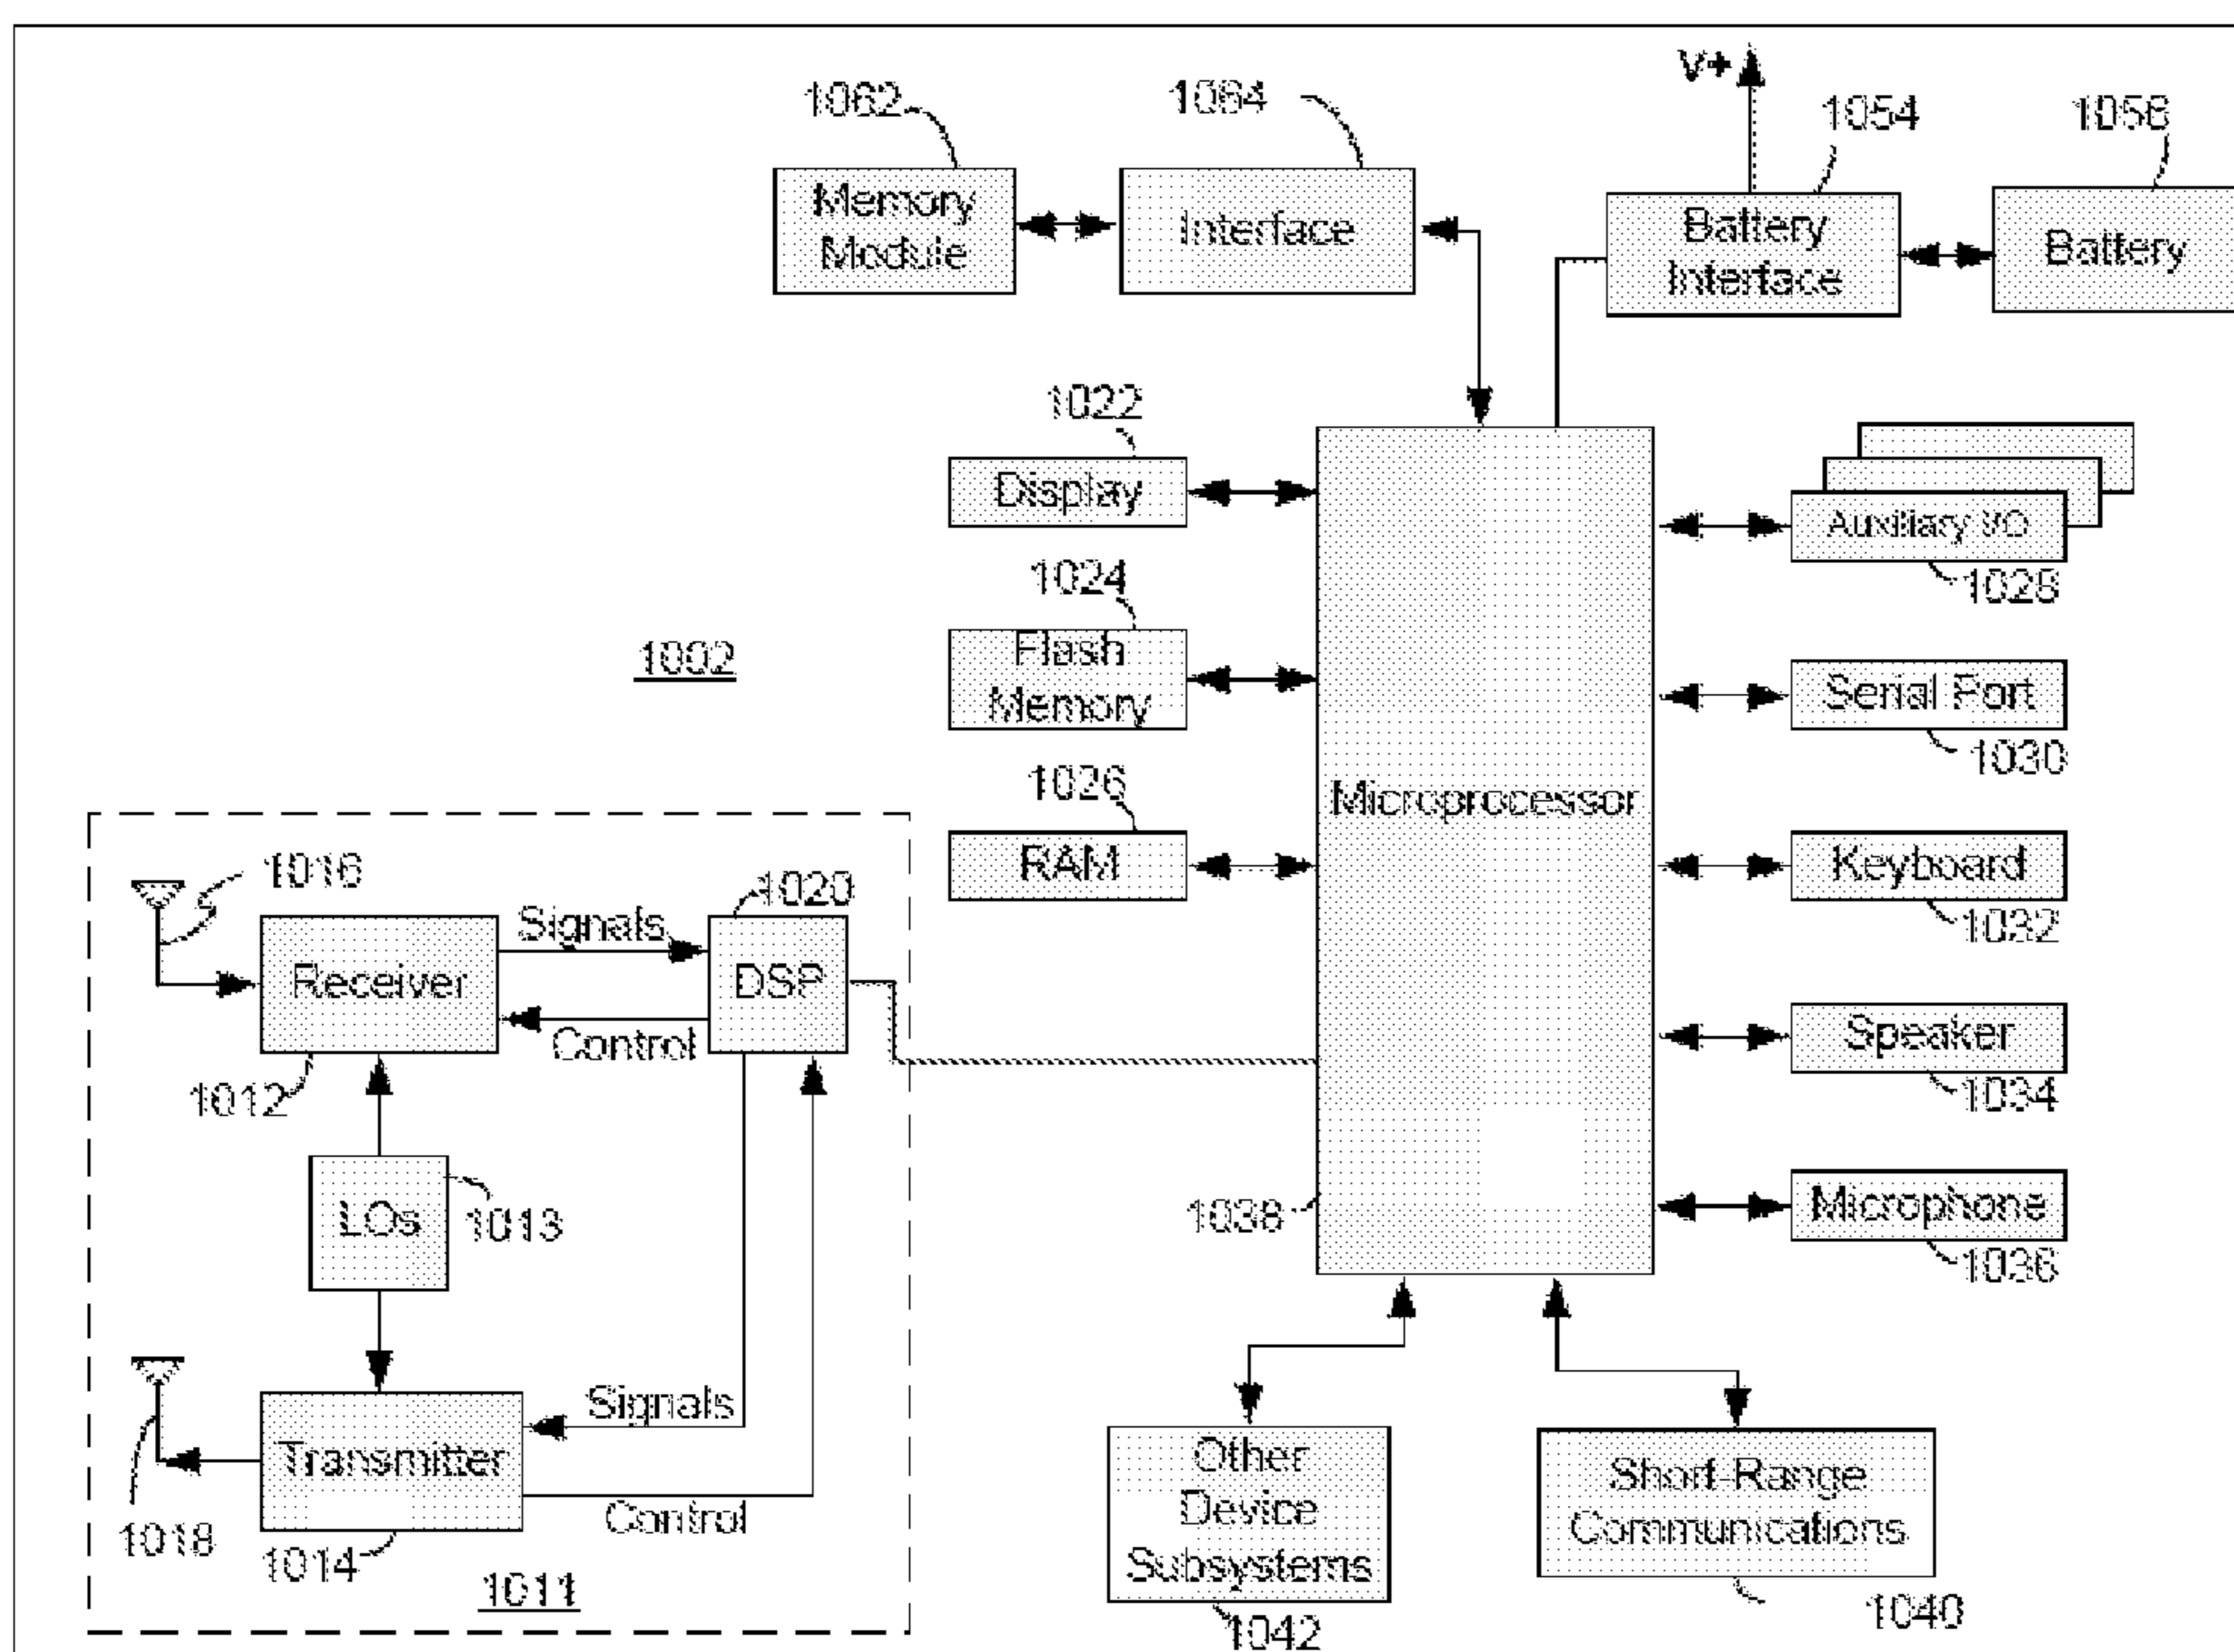 V+
1062
1064
1054
1056
Memory
Module
Interface
Battery
Interface
Battery
1022
Display
Auxiliary I/O
1028
1024
Flash
Memory
1002
Serial Port
1030
1026
RAM
Microprocessor
Keyboard
1032
1016
1020
Signals
Receiver
DSP
Control
1012
Speaker
1034
LOs
1013
1038
Microphone
1036
Signals
Transmitter
Control
1018
1014
1011
Other
Device
Subsystems
1042
Short-Range
Communications
1040